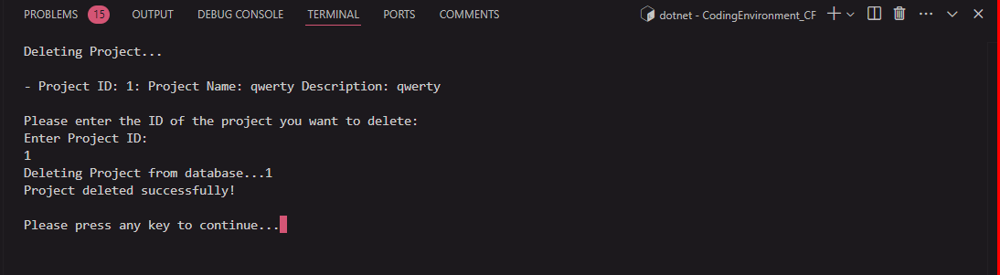 PROBLEMS 15 OUTPUT DEBUG CONSOLE TERMINAL PORTS COMMENTS dotnet - CodingEnvironment_CF
Deleting Project...
- Project ID: 1: Project Name: qwerty Description: qwerty
Please enter the ID of the project you want to delete:
Enter Project ID:
1
Deleting Project from database...1
Project deleted successfully!
Please press any key to continue...